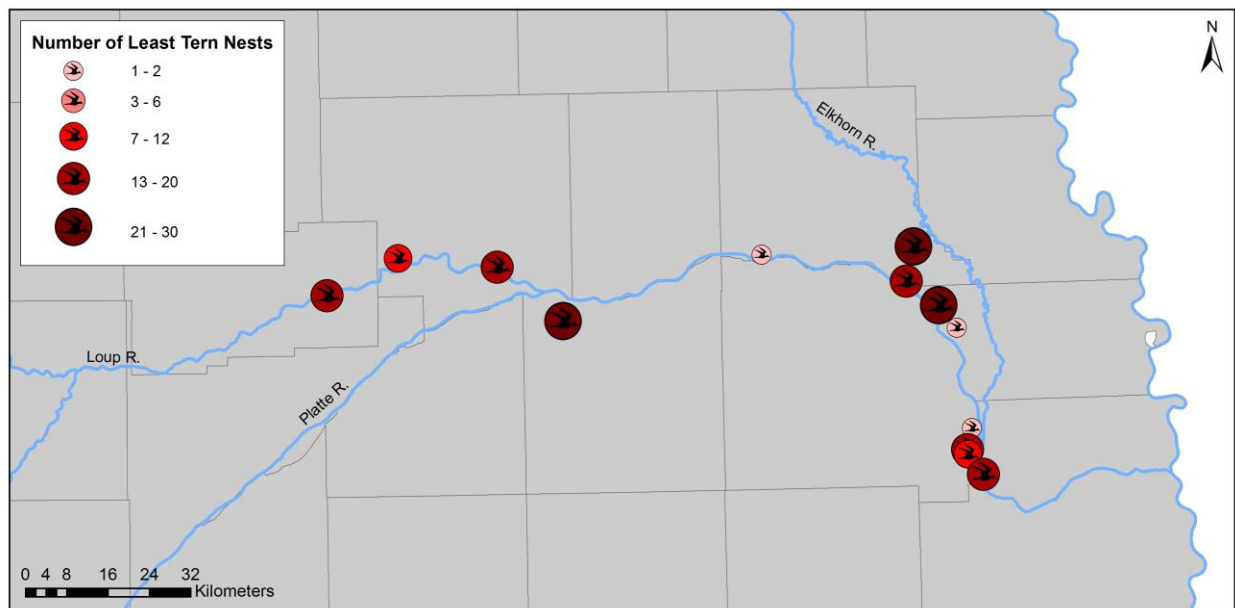 Number of Least Tern Nests
1 - 2
3 - 6
7 - 12
13 - 20
21 - 30
N
Elkhorn R.
Loup R.
Platte R.
0 4 8 16 24 32
Kilometers